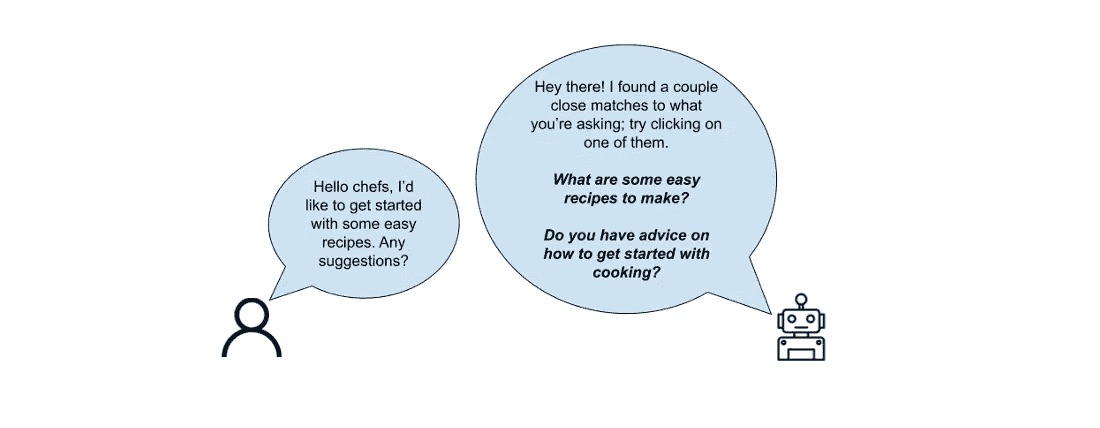 Hello chefs, I'd
like to get started
with some easy
recipes. Any
suggestions?
Hey there! I found a couple
close matches to what
you're asking; try clicking on
one of them.
What are some easy
recipes to make?
Do you have advice on
how to get started with
cooking?